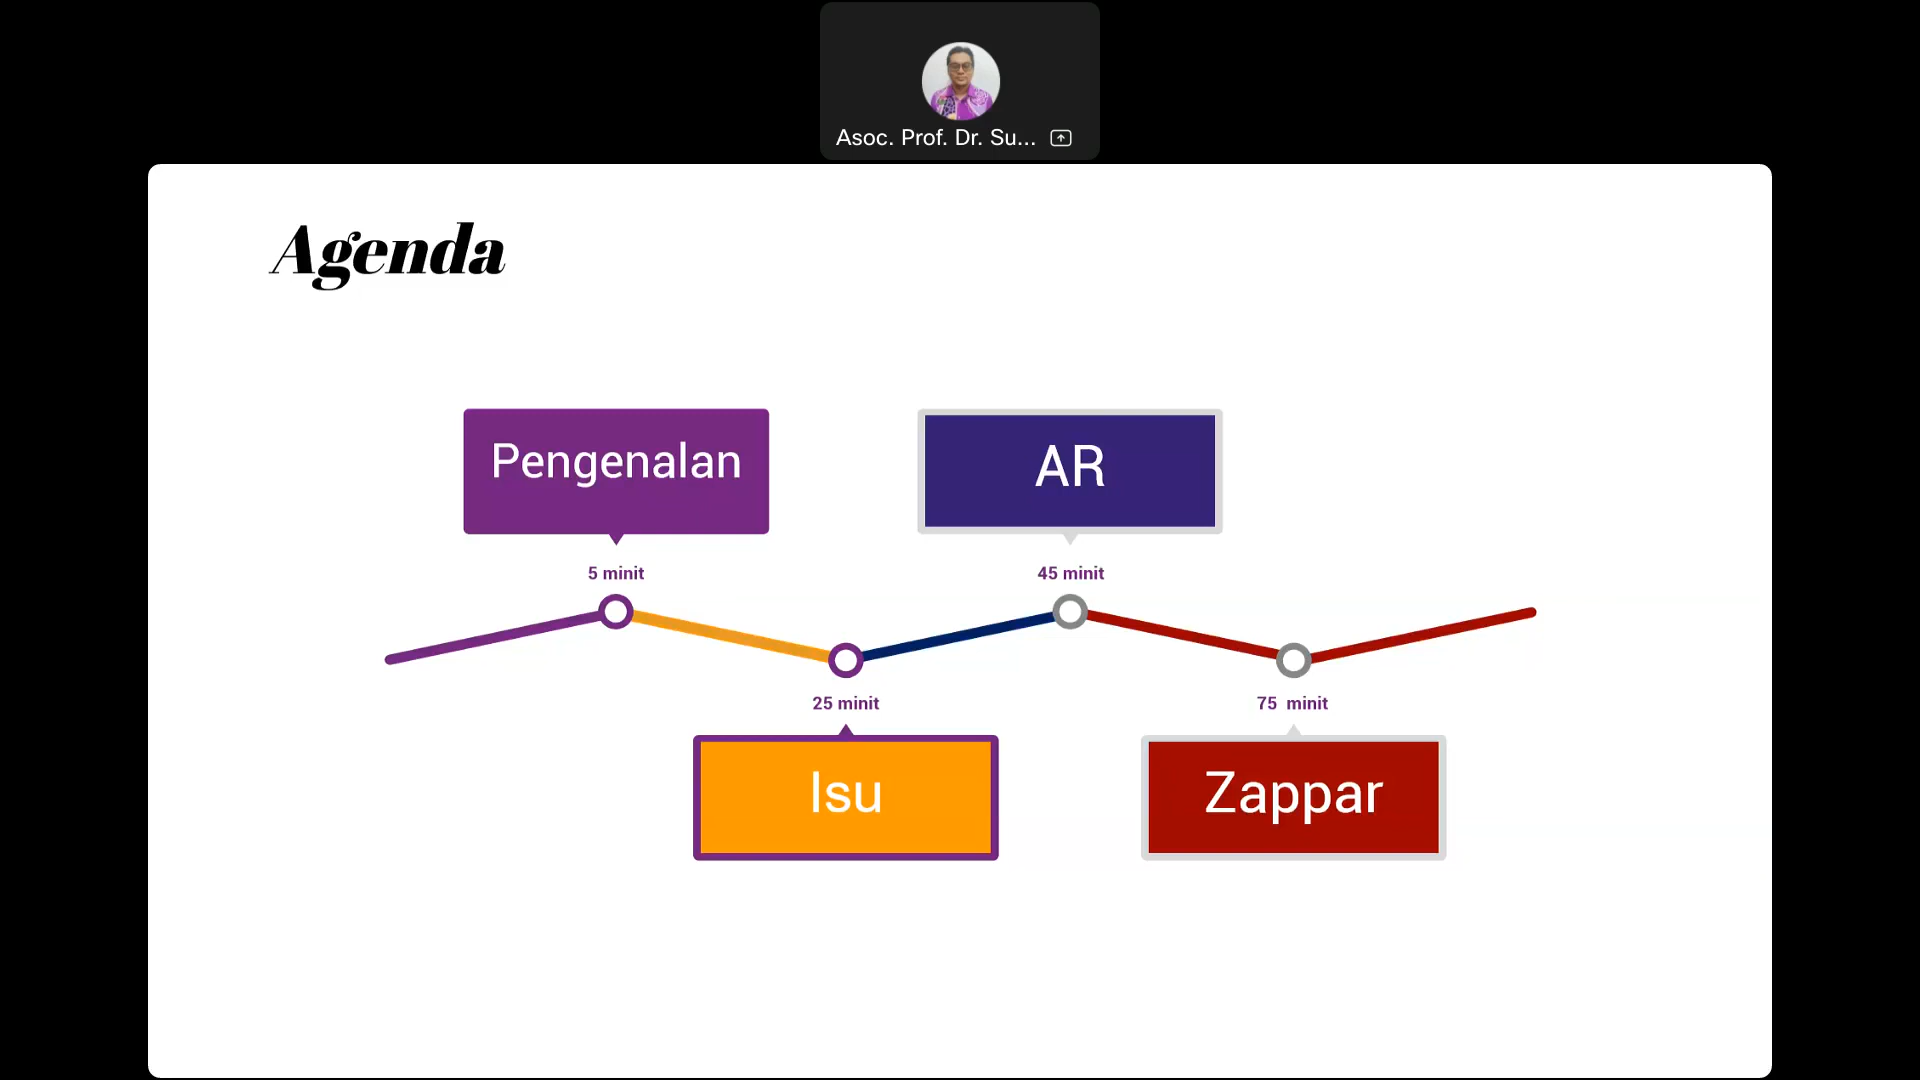 Asoc. Prof. Dr. Su...
Agenda
Pengenalan
5 minit
Isu
25 minit
AR
45 minit
Zappar
75 minit